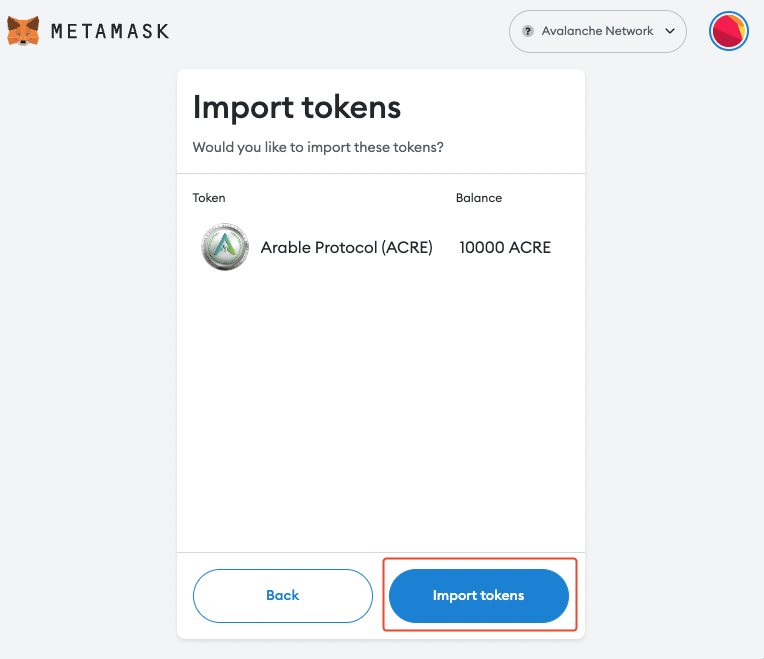 METAMASK
? Avalanche Network
Import tokens
Would you like to import these tokens?
Token Balance
Arable Protocol (ACRE) 10000 ACRE
Back Import tokens